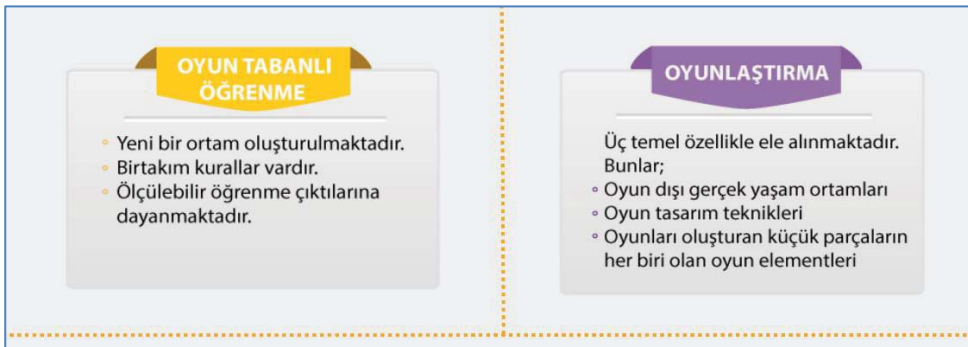 OYUN TABANLI
ÖĞRENME
◦ Yeni bir ortam oluşturulmaktadır.
◦ Birtakım kurallar vardır.
◦ Ölçülebilir öğrenme çıktılarına
dayanmaktadır.
OYUNLAŞTIRMA
Üç temel özellikle ele alınmaktadır.
Bunlar;
◦ Oyun dışı gerçek yaşam ortamları
◦ Oyun tasarım teknikleri
◦ Oyunları oluşturan küçük parçaların
her biri olan oyun elementleri